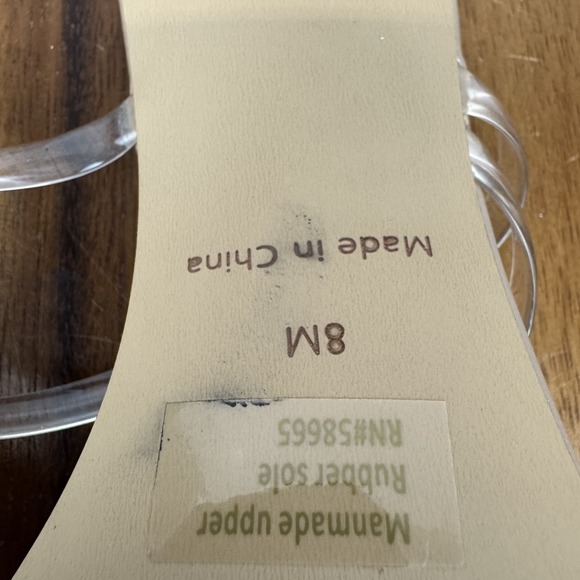 Manmade upper
Rubber sole
RN#58665
8M
Made in China